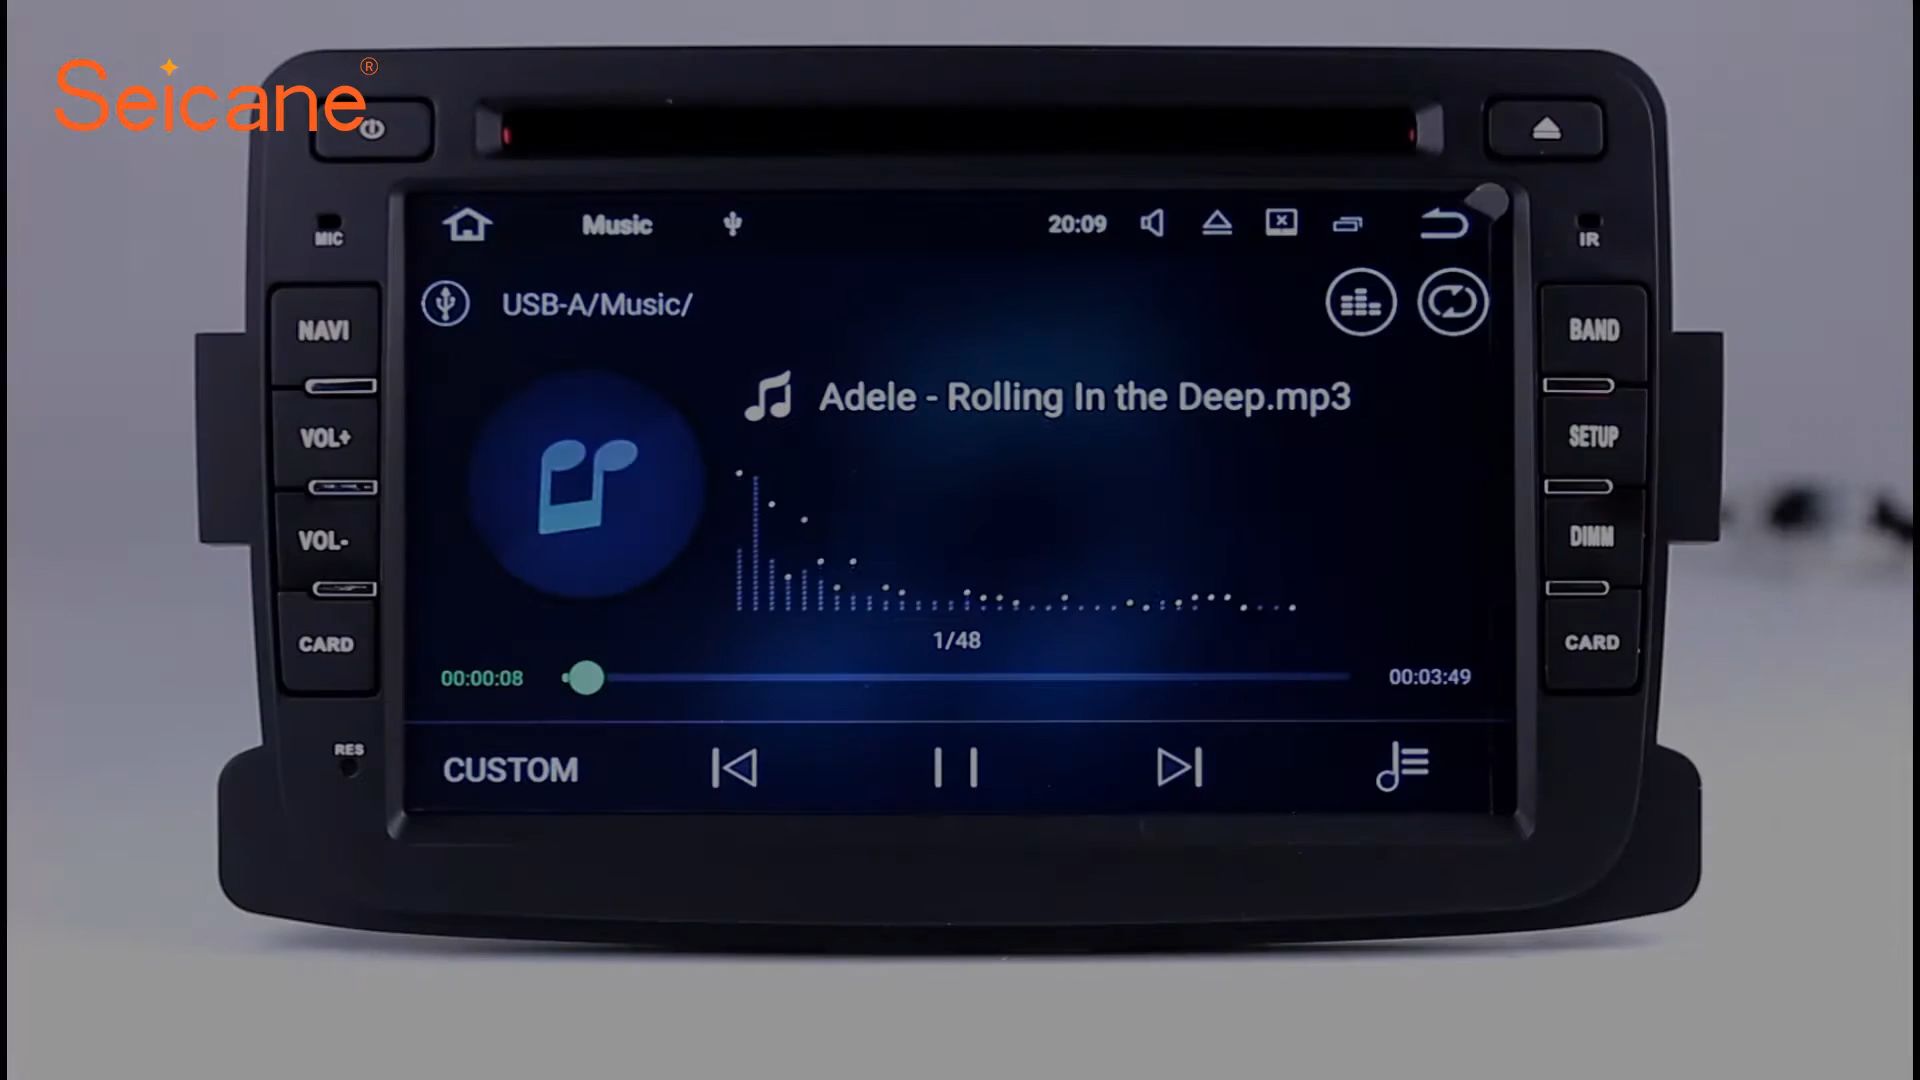 Seicane®
MIC
IR
Music
20:09
USB-A/Music/
NAVI
BAND
Adele - Rolling In the Deep.mp3
VOL+
SETUP
VOL-
DIMM
1/48
CARD
CARD
00:00:08
00:03:49
RES
CUSTOM